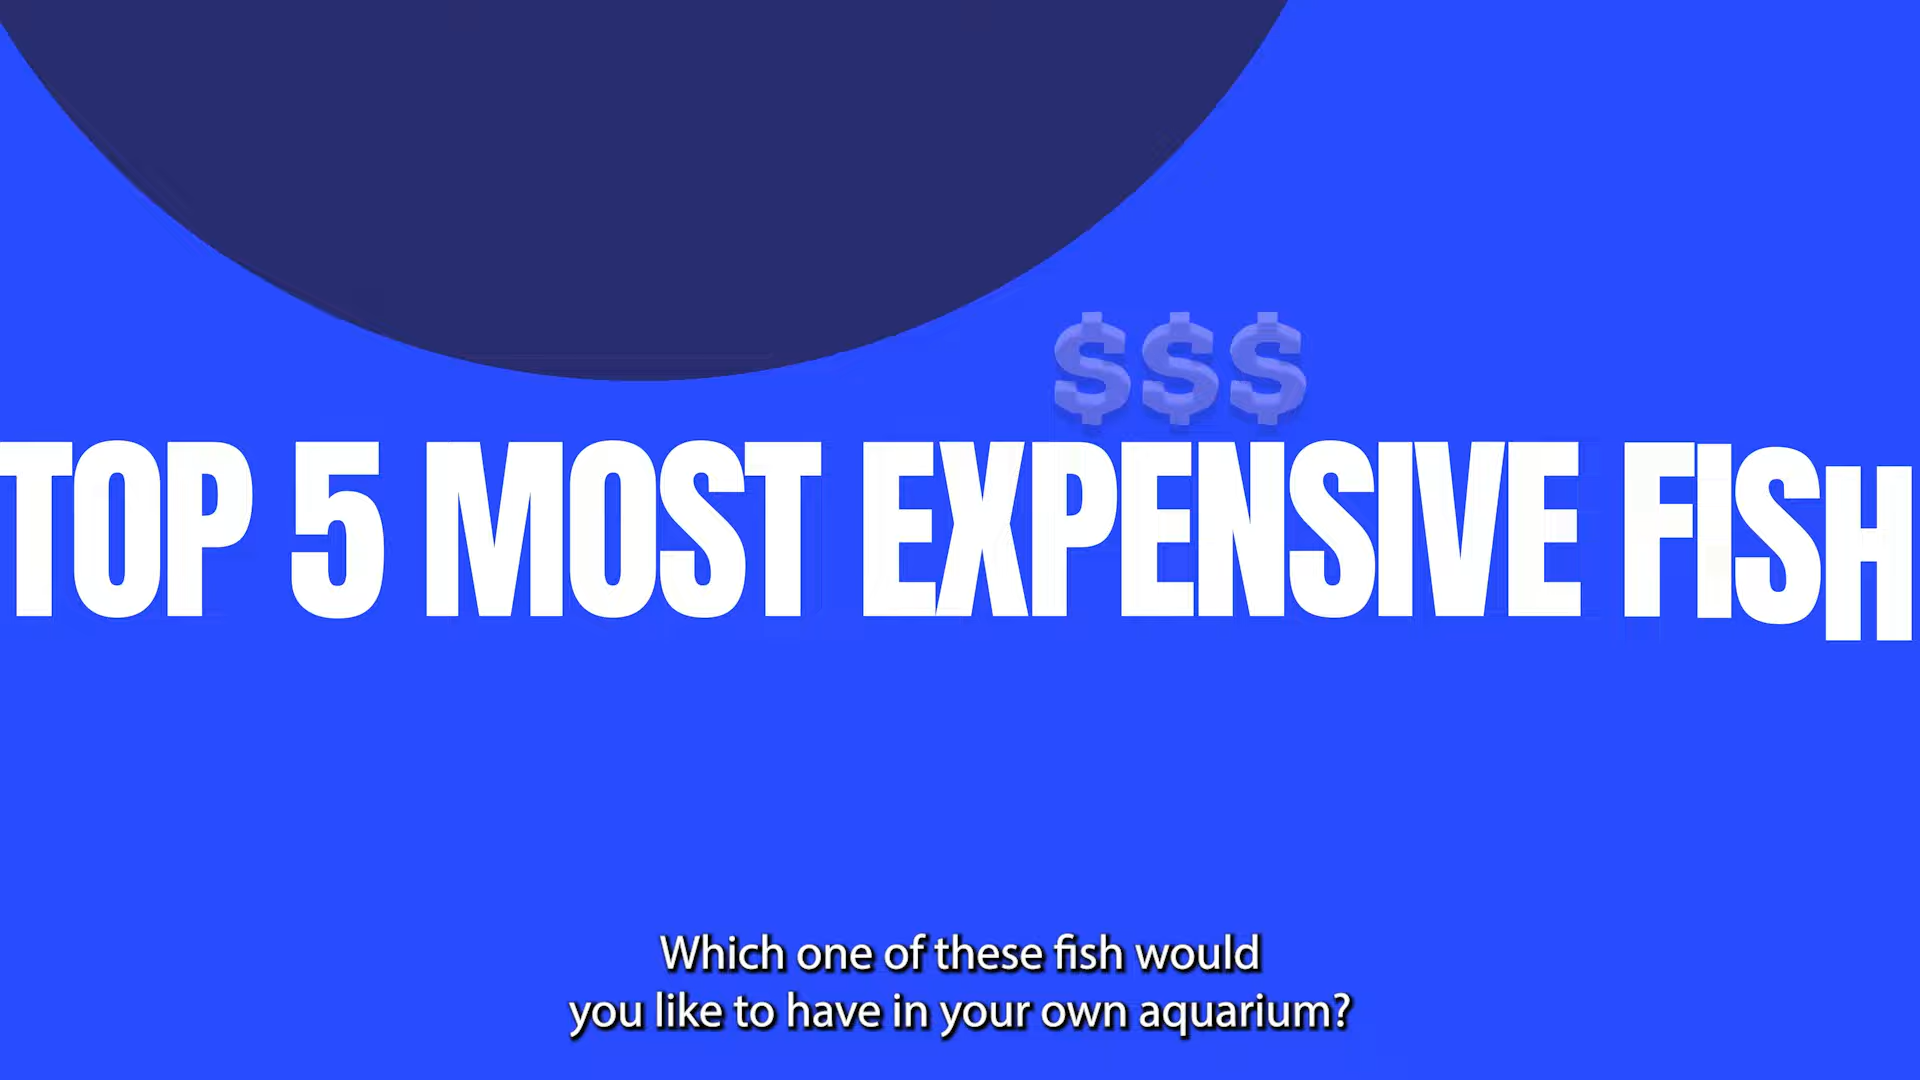 $$$
TOP 5 MOST EXPENSIVE FISH
Which one of these fish would
you like to have in your own aquarium?